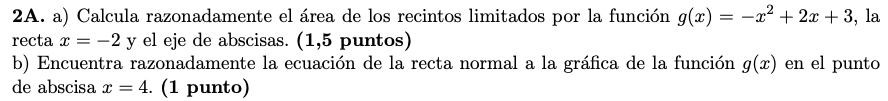 2A. a) Calcula razonadamente el área de los recintos limitados por la función g(x) = −x² + 2x + 3, la
recta x = −2 y el eje de abscisas. (1,5 puntos)
b) Encuentra razonadamente la ecuación de la recta normal a la gráfica de la función g(x) en el punto
de abscisa x = 4. (1 punto)